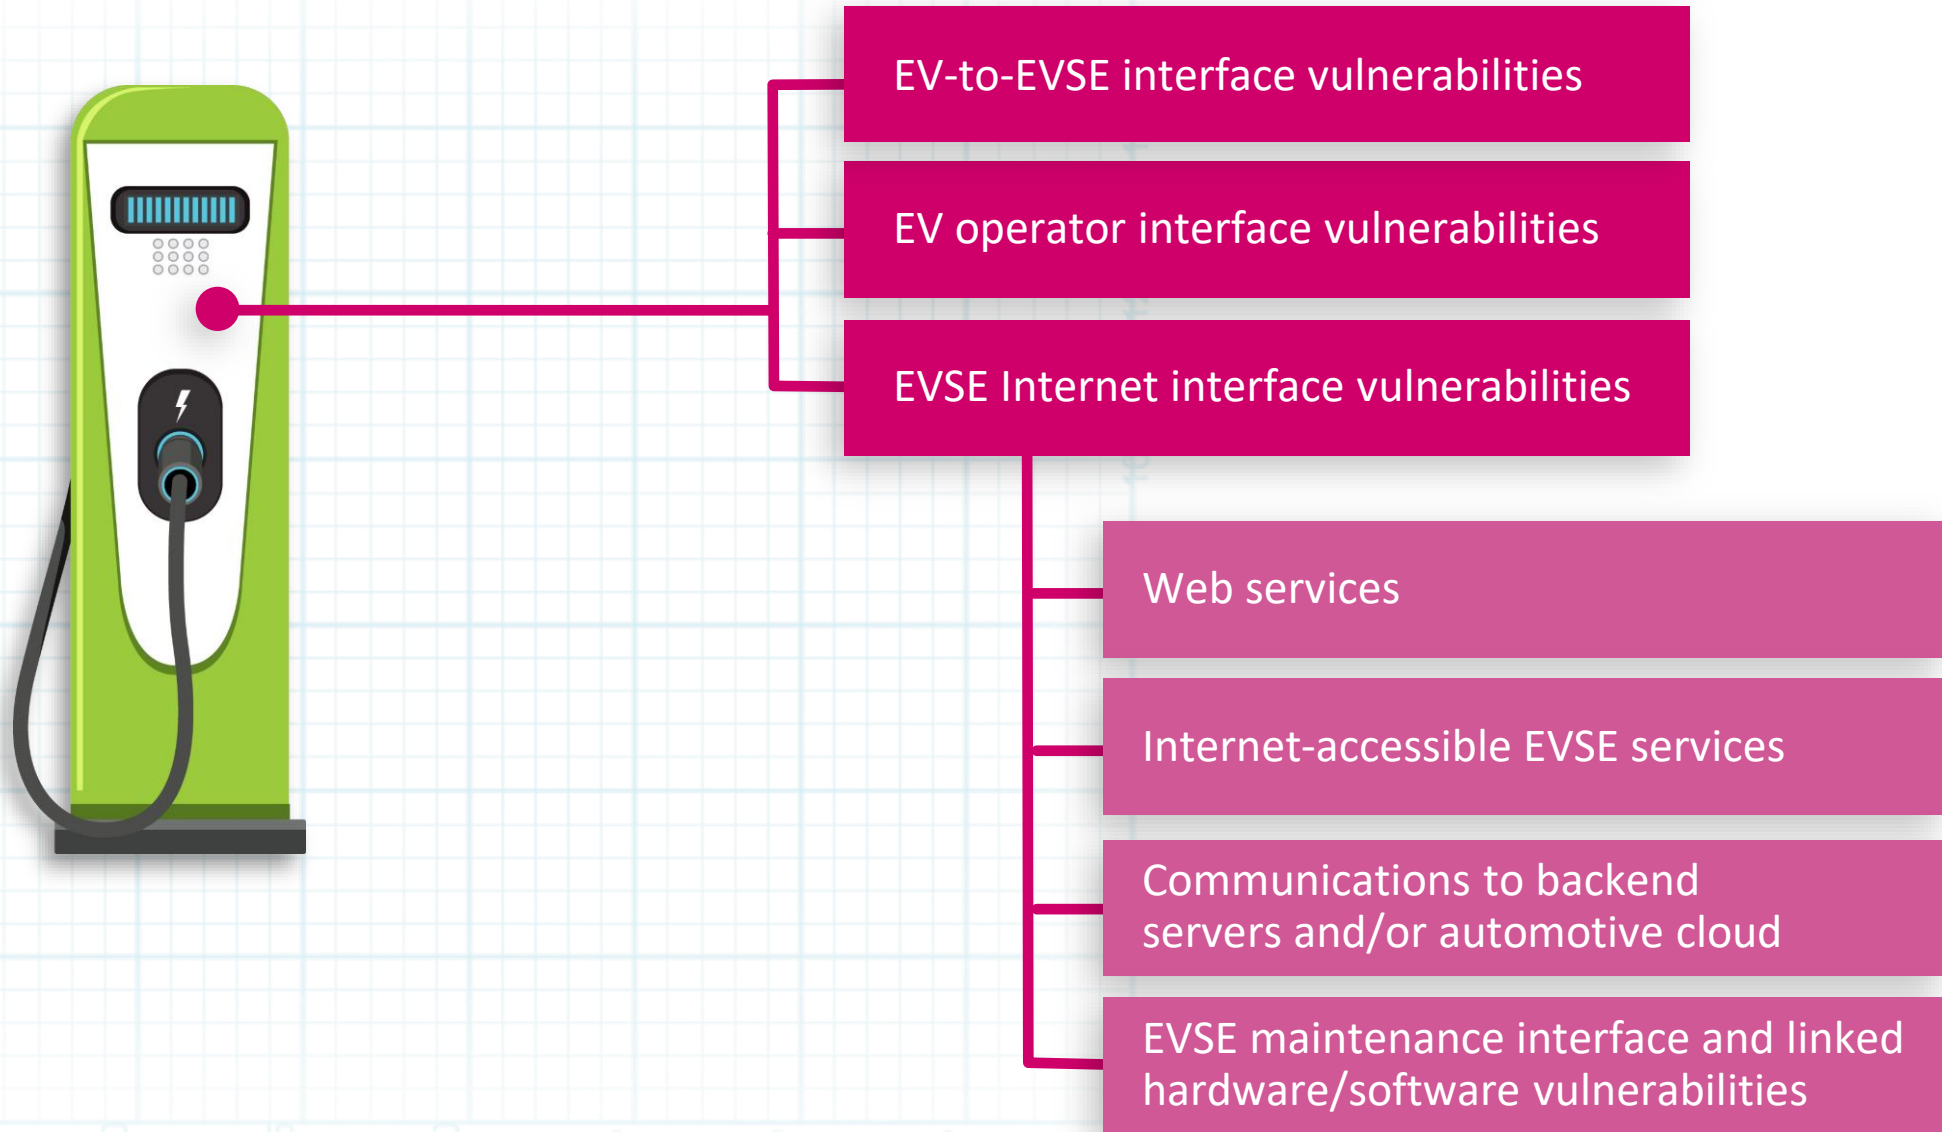 EV-to-EVSE interface vulnerabilities
EV operator interface vulnerabilities
EVSE Internet interface vulnerabilities
Web services
Internet-accessible EVSE services
Communications to backend
servers and/or automotive cloud
EVSE maintenance interface and linked
hardware/software vulnerabilities